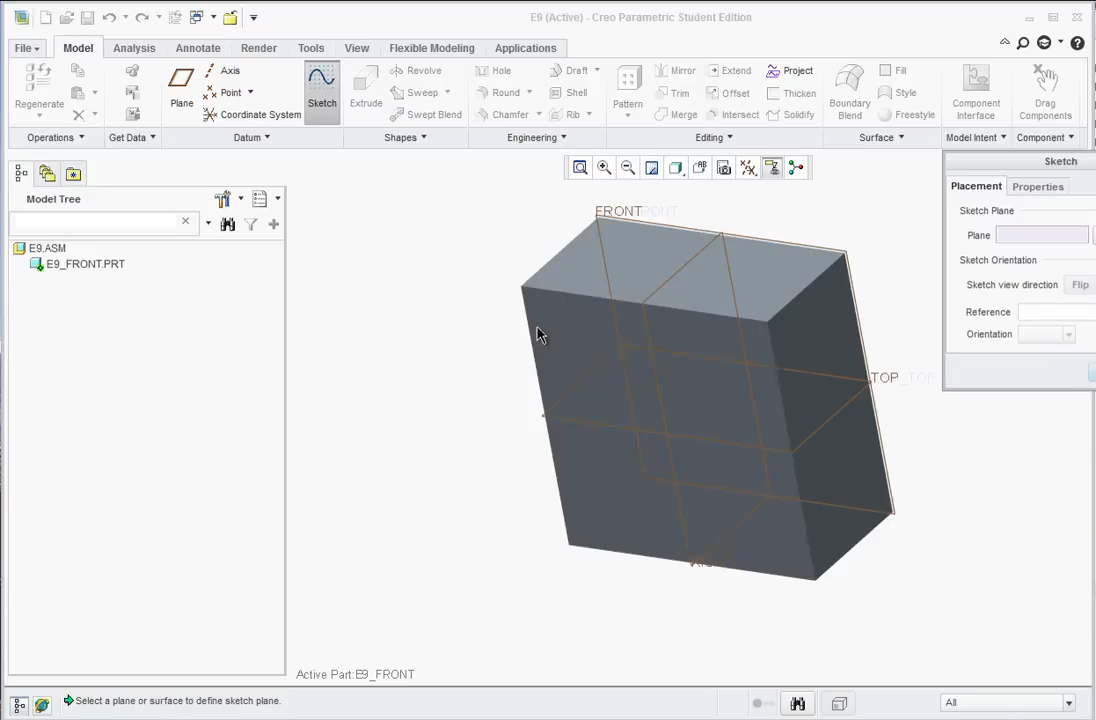 E9 (Active) - Creo Parametric Student Edition
File Model Analysis Annotate Render Tools View Flexible Modeling Applications
Regenerate
Plane
Axis
Point
Coordinate System
Sketch
Extrude
Revolve
Sweep
Swept Blend
Hole
Round
Chamfer
Draft
Shell
Rib
Pattern
Mirror
Trim
Merge
Extend
Offset
Intersect
Project
Thicken
Solidify
Boundary
Blend
Fill
Style
Freestyle
Component
Interface
Drag
Components
Operations Get Data Datum Shapes Engineering Editing Surface Model Intent Component
Model Tree
E9.ASM
E9_FRONT.PRT
FRONT
TOP_TOP
Sketch
Placement Properties
Sketch Plane
Plane
Sketch Orientation
Sketch view direction Flip
Reference
Orientation
Active Part:E9_FRONT
Select a plane or surface to define sketch plane.
All